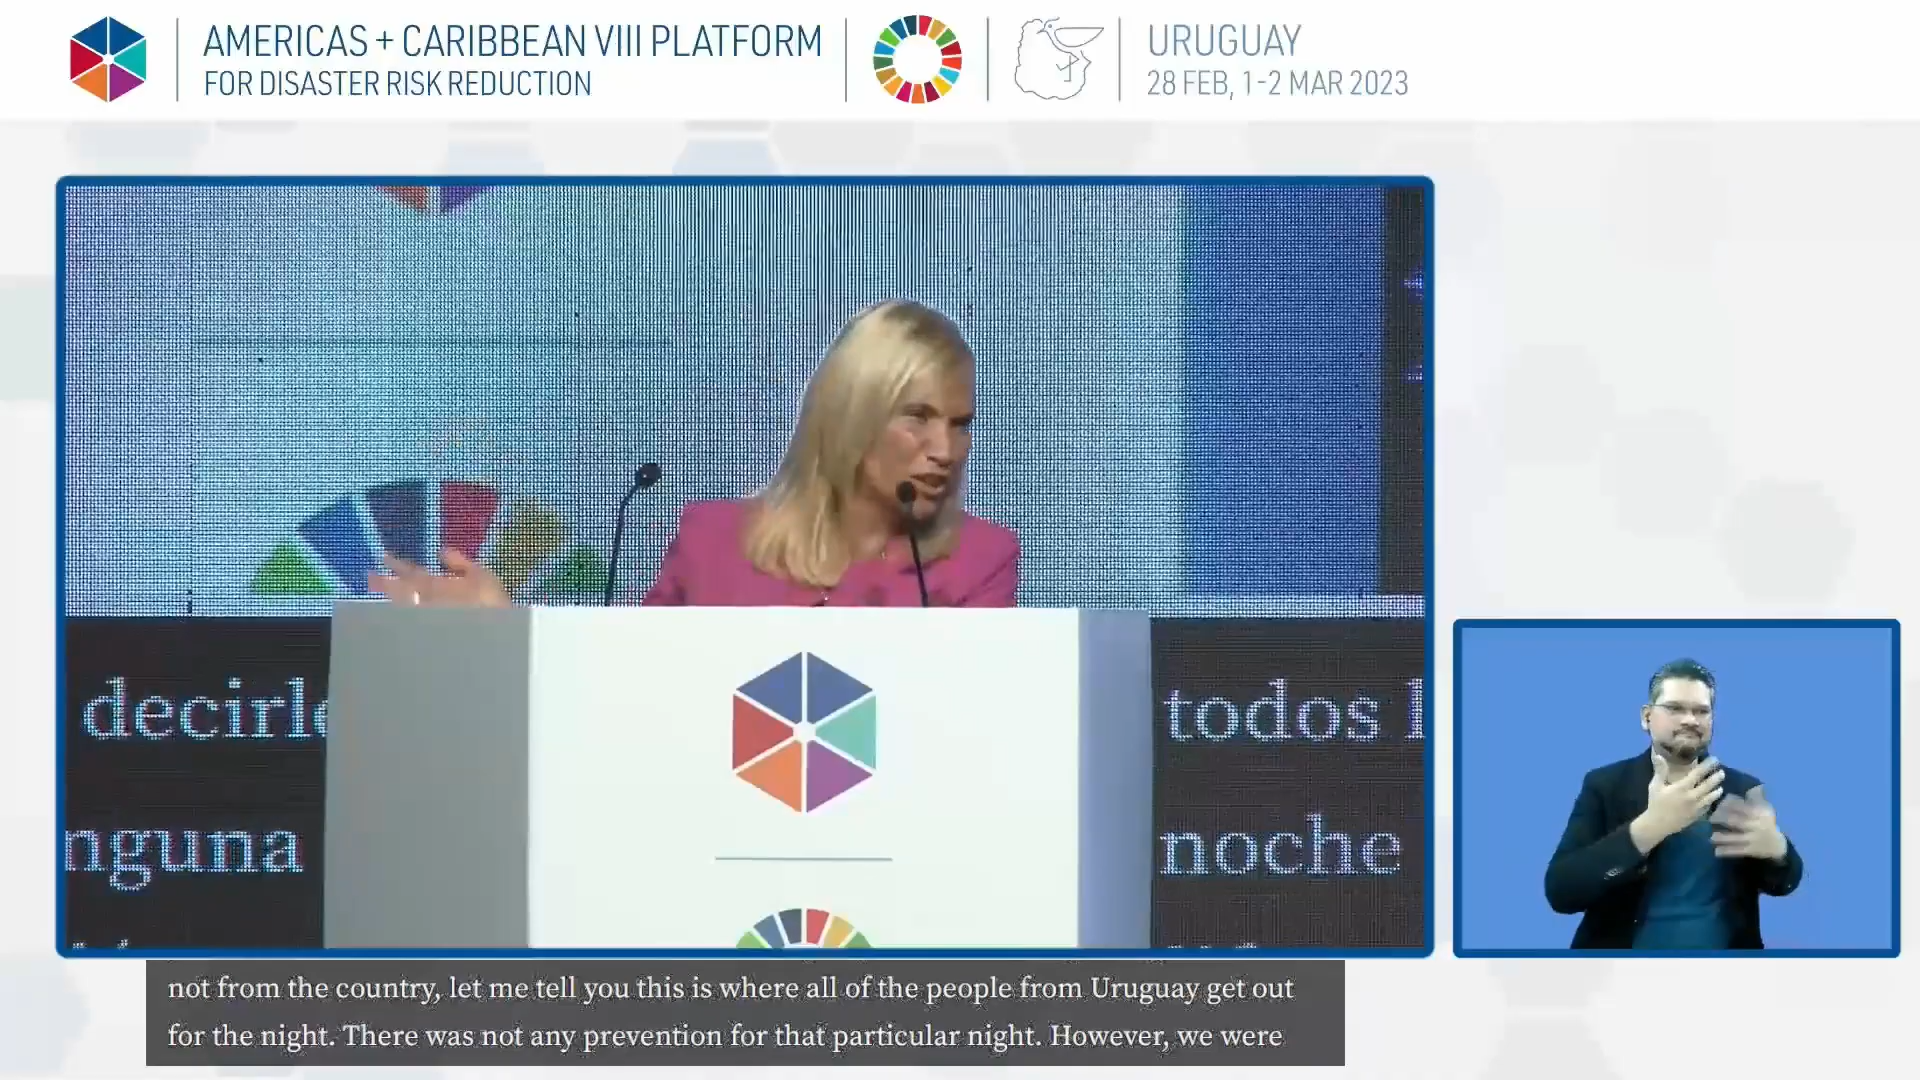 AMERICAS + CARIBBEAN VIII PLATFORM
FOR DISASTER RISK REDUCTION
URUGUAY
28 FEB, 1-2 MAR 2023
todos
noche
not from the country, let me tell you this is where all of the people from Uruguay get out
for the night. There was not any prevention for that particular night. However, we were